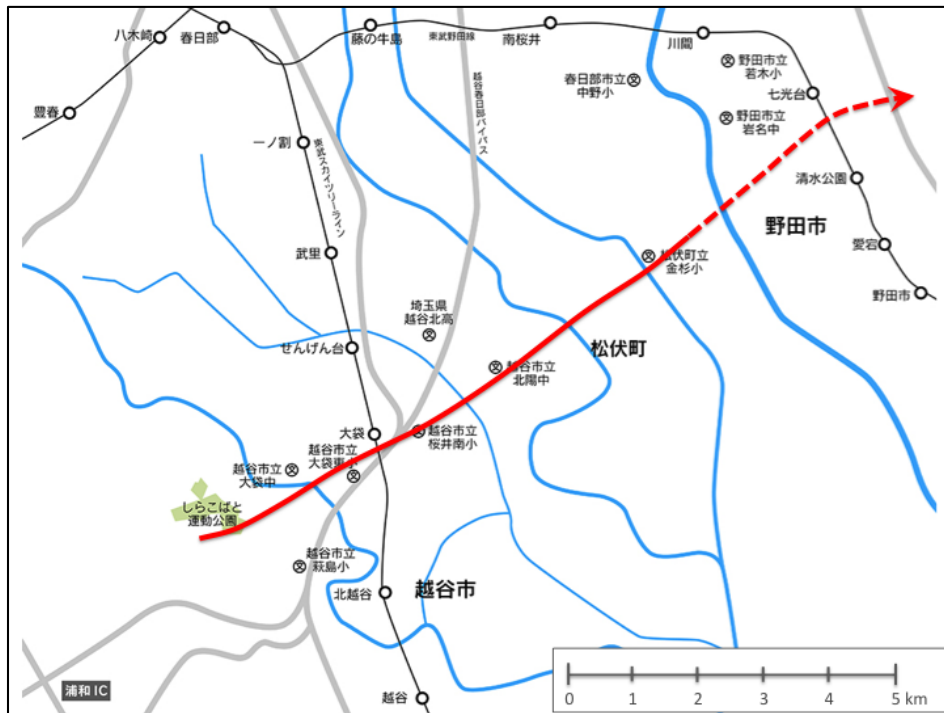 八木崎
春日部
藤の牛島
東武野田線
南桜井
川間
野田市立
若木小
春日部市立
中野小
七光台
豊春
越谷春日部バイパス
野田市立
岩名中
一ノ割
東武スカイツリーライン
清水公園
野田市
愛宕
武里
松伏町立
金杉小
野田市
埼玉県
越谷北高
せんげん台
松伏町
越谷市立
北陽中
大袋
越谷市立
桜井南小
越谷市立
大袋東小
越谷市立
大袋中
しらこばと
運動公園
越谷市立
萩島小
北越谷
越谷市
浦和IC
越谷
0 1 2 3 4 5 km